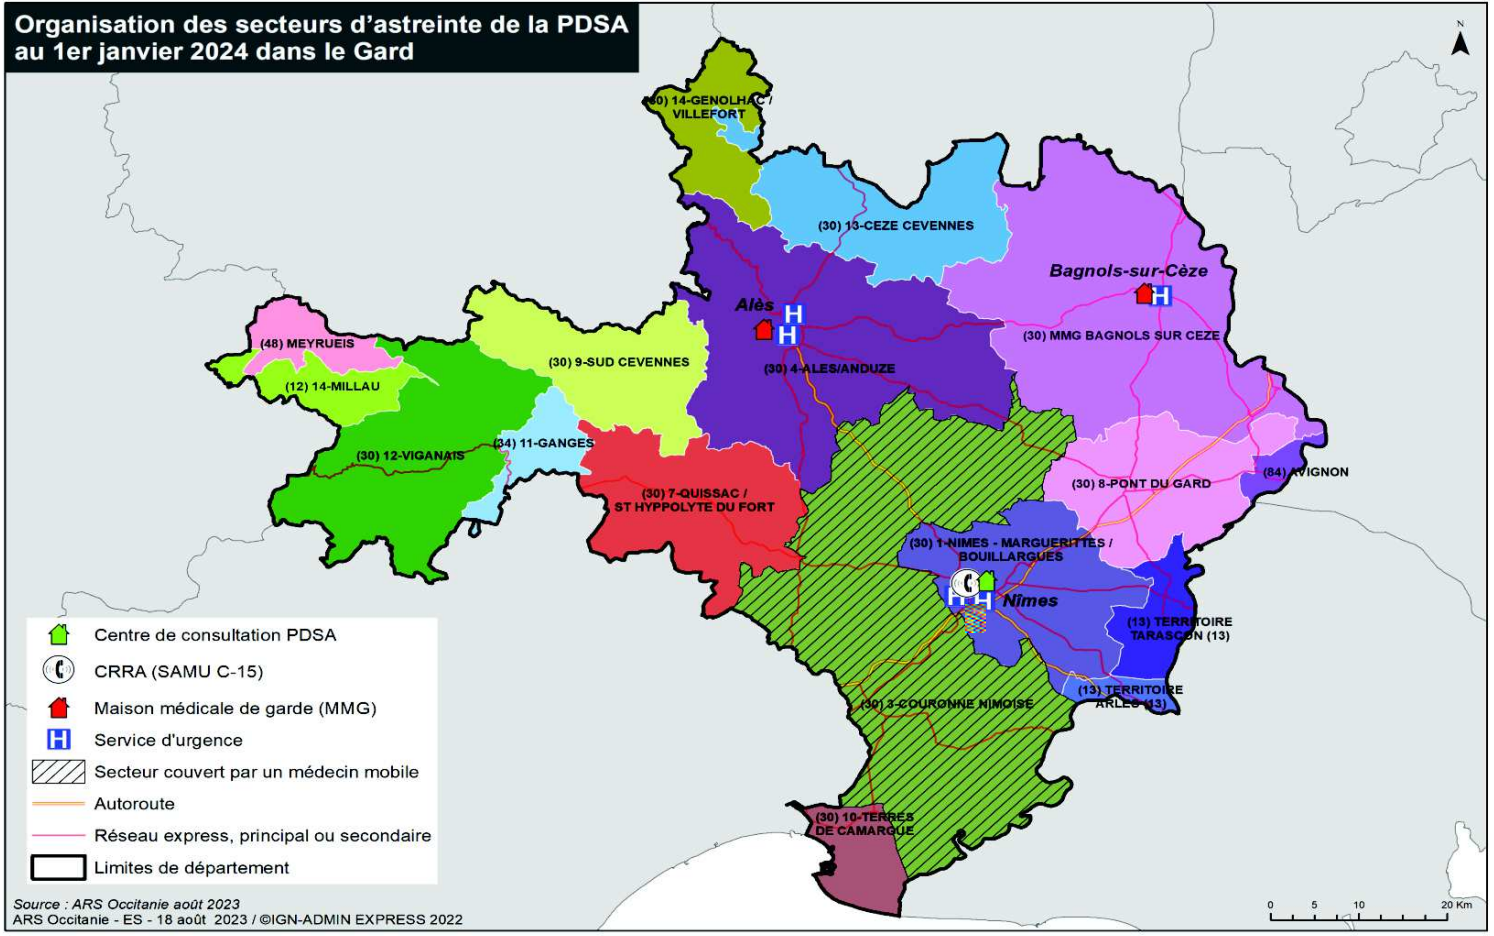 Organisation des secteurs d'astreinte de la PDSA
au 1er janvier 2024 dans le Gard
N
(30) 14-GENOLHAC /
VILLEFORT
(30) 13-CEZE CEVENNES
Bagnols-sur-Cèze
Alès
H
H
H
(30) MMG BAGNOLS SUR CEZE
(48) MEYRUEIS
(30) 9-SUD CEVENNES
(30) 4-ALES/ANDUZE
(12) 14-MILLAU
(34) 11-GANGES
(30) 12-VIGANAIS
(84) AVIGNON
(30) 8-PONT DU GARD
(30) 7-QUISSAC /
ST HYPPOLYTE DU FORT
(30) 1-NIMES - MARGUERITTES /
BOUILLARGUES
H
H
Nîmes
(13) TERRITOIRE
TARASCON (13)
(13) TERRITOIRE
ARLES (13)
(30) 3-COURONNE NIMOISE
(30) 10-TERRES
DE CAMARGUE
Centre de consultation PDSA
CRRA (SAMU C-15)
Maison médicale de garde (MMG)
H Service d'urgence
Secteur couvert par un médecin mobile
Autoroute
Réseau express, principal ou secondaire
Limites de département
Source : ARS Occitanie août 2023
ARS Occitanie - ES - 18 août 2023 / ©IGN-ADMIN EXPRESS 2022
0 5 10 20 Km